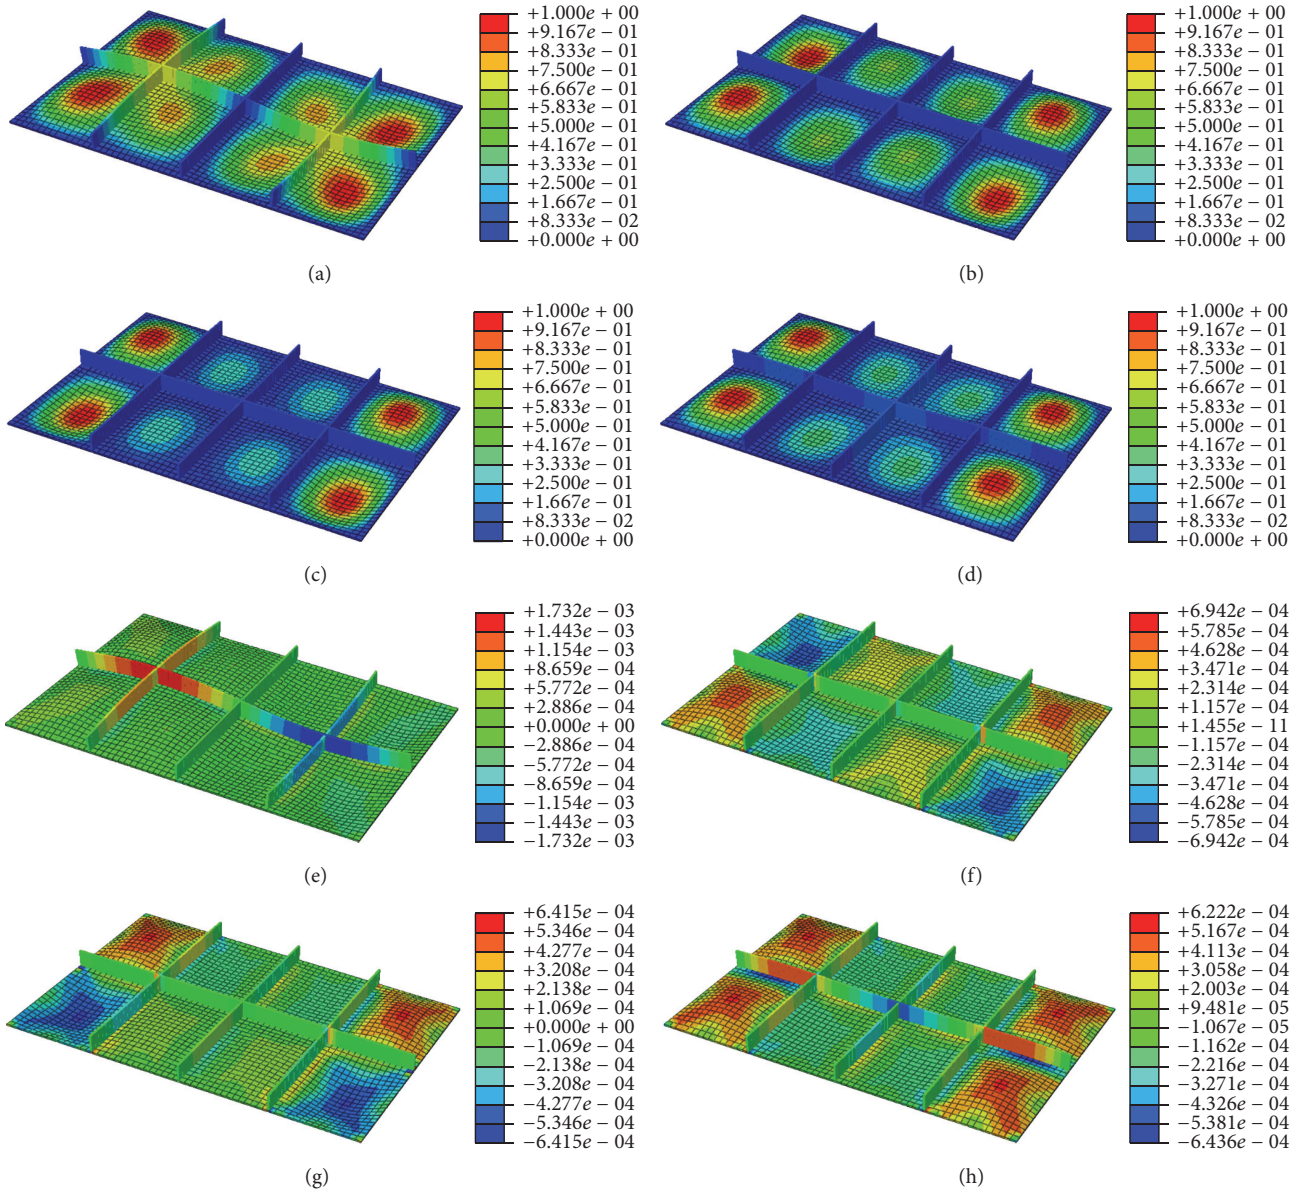 +1.000e + 00
+9.167e − 01
+8.333e − 01
+7.500e − 01
+6.667e − 01
+5.833e − 01
+5.000e − 01
+4.167e − 01
+3.333e − 01
+2.500e − 01
+1.667e − 01
+8.333e − 02
+0.000e + 00
(a)
+1.000e + 00
+9.167e − 01
+8.333e − 01
+7.500e − 01
+6.667e − 01
+5.833e − 01
+5.000e − 01
+4.167e − 01
+3.333e − 01
+2.500e − 01
+1.667e − 01
+8.333e − 02
+0.000e + 00
(b)
+1.000e + 00
+9.167e − 01
+8.333e − 01
+7.500e − 01
+6.667e − 01
+5.833e − 01
+5.000e − 01
+4.167e − 01
+3.333e − 01
+2.500e − 01
+1.667e − 01
+8.333e − 02
+0.000e + 00
(c)
+1.000e + 00
+9.167e − 01
+8.333e − 01
+7.500e − 01
+6.667e − 01
+5.833e − 01
+5.000e − 01
+4.167e − 01
+3.333e − 01
+2.500e − 01
+1.667e − 01
+8.333e − 02
+0.000e + 00
(d)
+1.732e − 03
+1.443e − 03
+1.154e − 03
+8.659e − 04
+5.772e − 04
+2.886e − 04
+0.000e + 00
−2.886e − 04
−5.772e − 04
−8.659e − 04
−1.154e − 03
−1.443e − 03
−1.732e − 03
(e)
+6.942e − 04
+5.785e − 04
+4.628e − 04
+3.471e − 04
+2.314e − 04
+1.157e − 04
+1.455e − 11
−1.157e − 04
−2.314e − 04
−3.471e − 04
−4.628e − 04
−5.785e − 04
−6.942e − 04
(f)
+6.415e − 04
+5.346e − 04
+4.277e − 04
+3.208e − 04
+2.138e − 04
+1.069e − 04
+0.000e + 00
−1.069e − 04
−2.138e − 04
−3.208e − 04
−4.277e − 04
−5.346e − 04
−6.415e − 04
(g)
+6.222e − 04
+5.167e − 04
+4.113e − 04
+3.058e − 04
+2.003e − 04
+9.481e − 05
−1.067e − 05
−1.162e − 04
−2.216e − 04
−3.271e − 04
−4.326e − 04
−5.381e − 04
−6.436e − 04
(h)